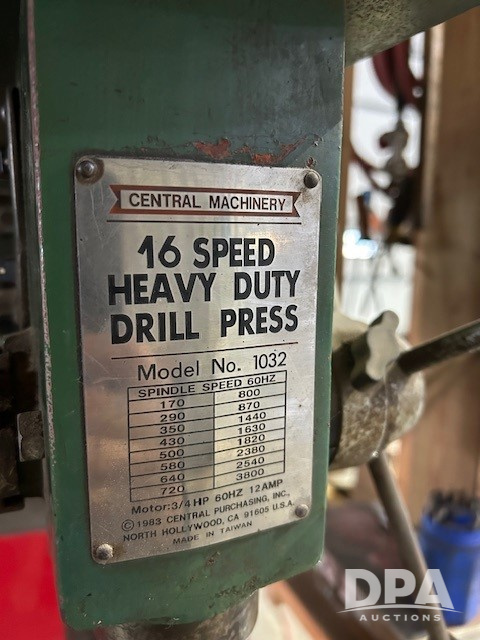 CENTRAL MACHINERY
16 SPEED
HEAVY DUTY
DRILL PRESS
Model No. 1032
SPINDLE SPEED 60HZ
170 800
290 870
350 1440
430 1630
500 1820
580 2380
640 2540
720 3800
Motor:3/4HP 60HZ 12AMP
©1983 CENTRAL PURCHASING, INC,
NORTH HOLLYWOOD, CA 91605 U.S.A.
MADE IN TAIWAN
DPA
AUCTIONS